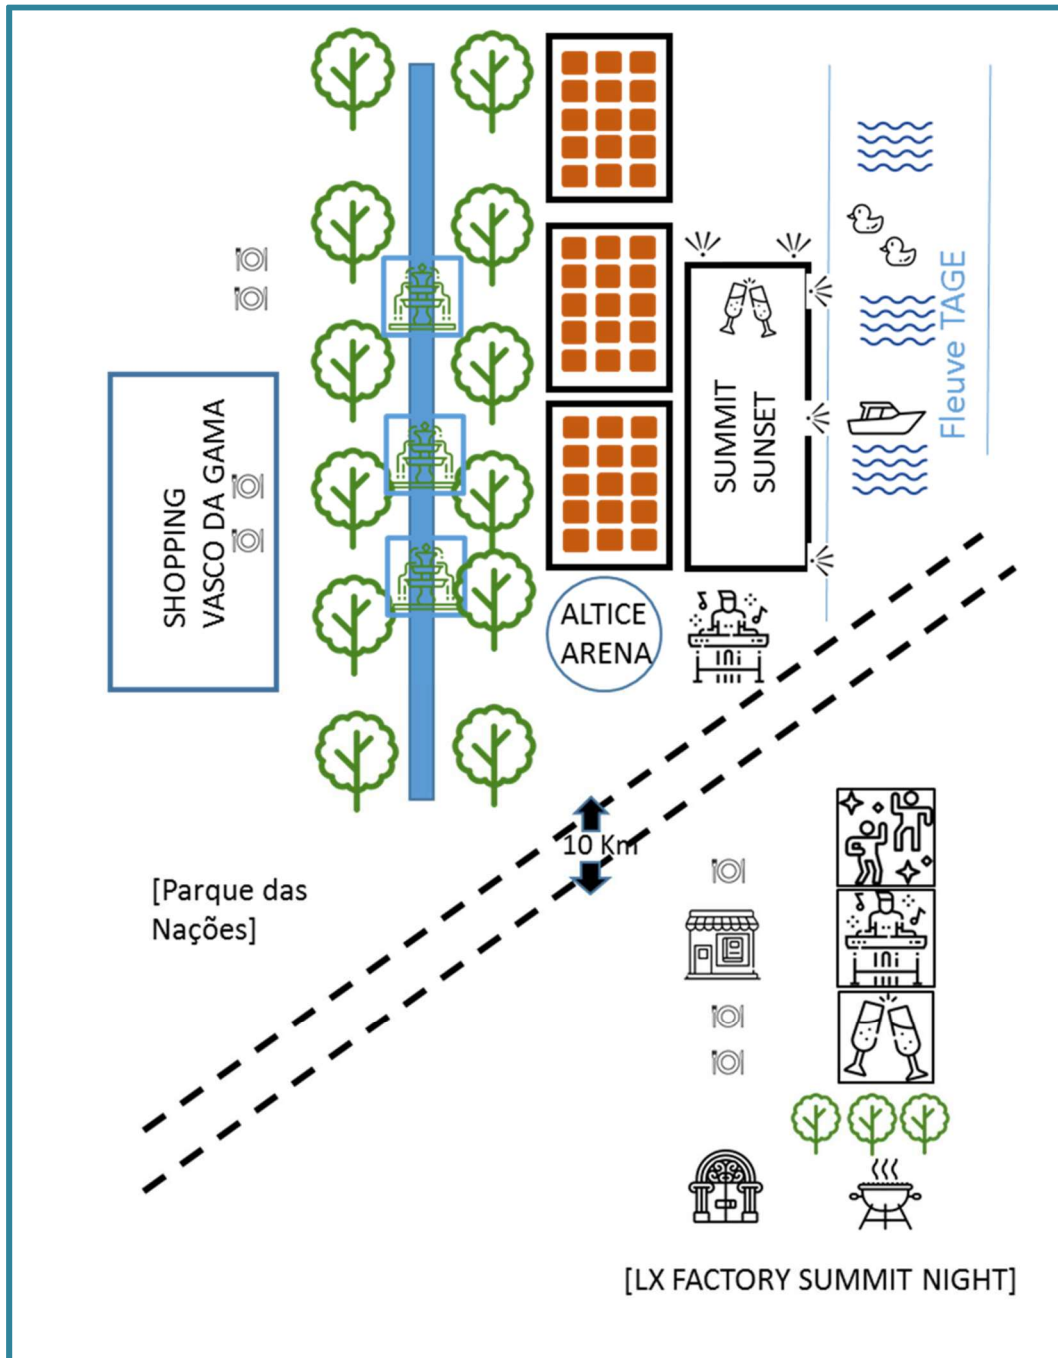 SHOPPING
VASCO DA GAMA
SUMMIT
SUNSET
Fleuve TAGE
ALTICE
ARENA
10 Km
[Parque das
Nações]
[LX FACTORY SUMMIT NIGHT]